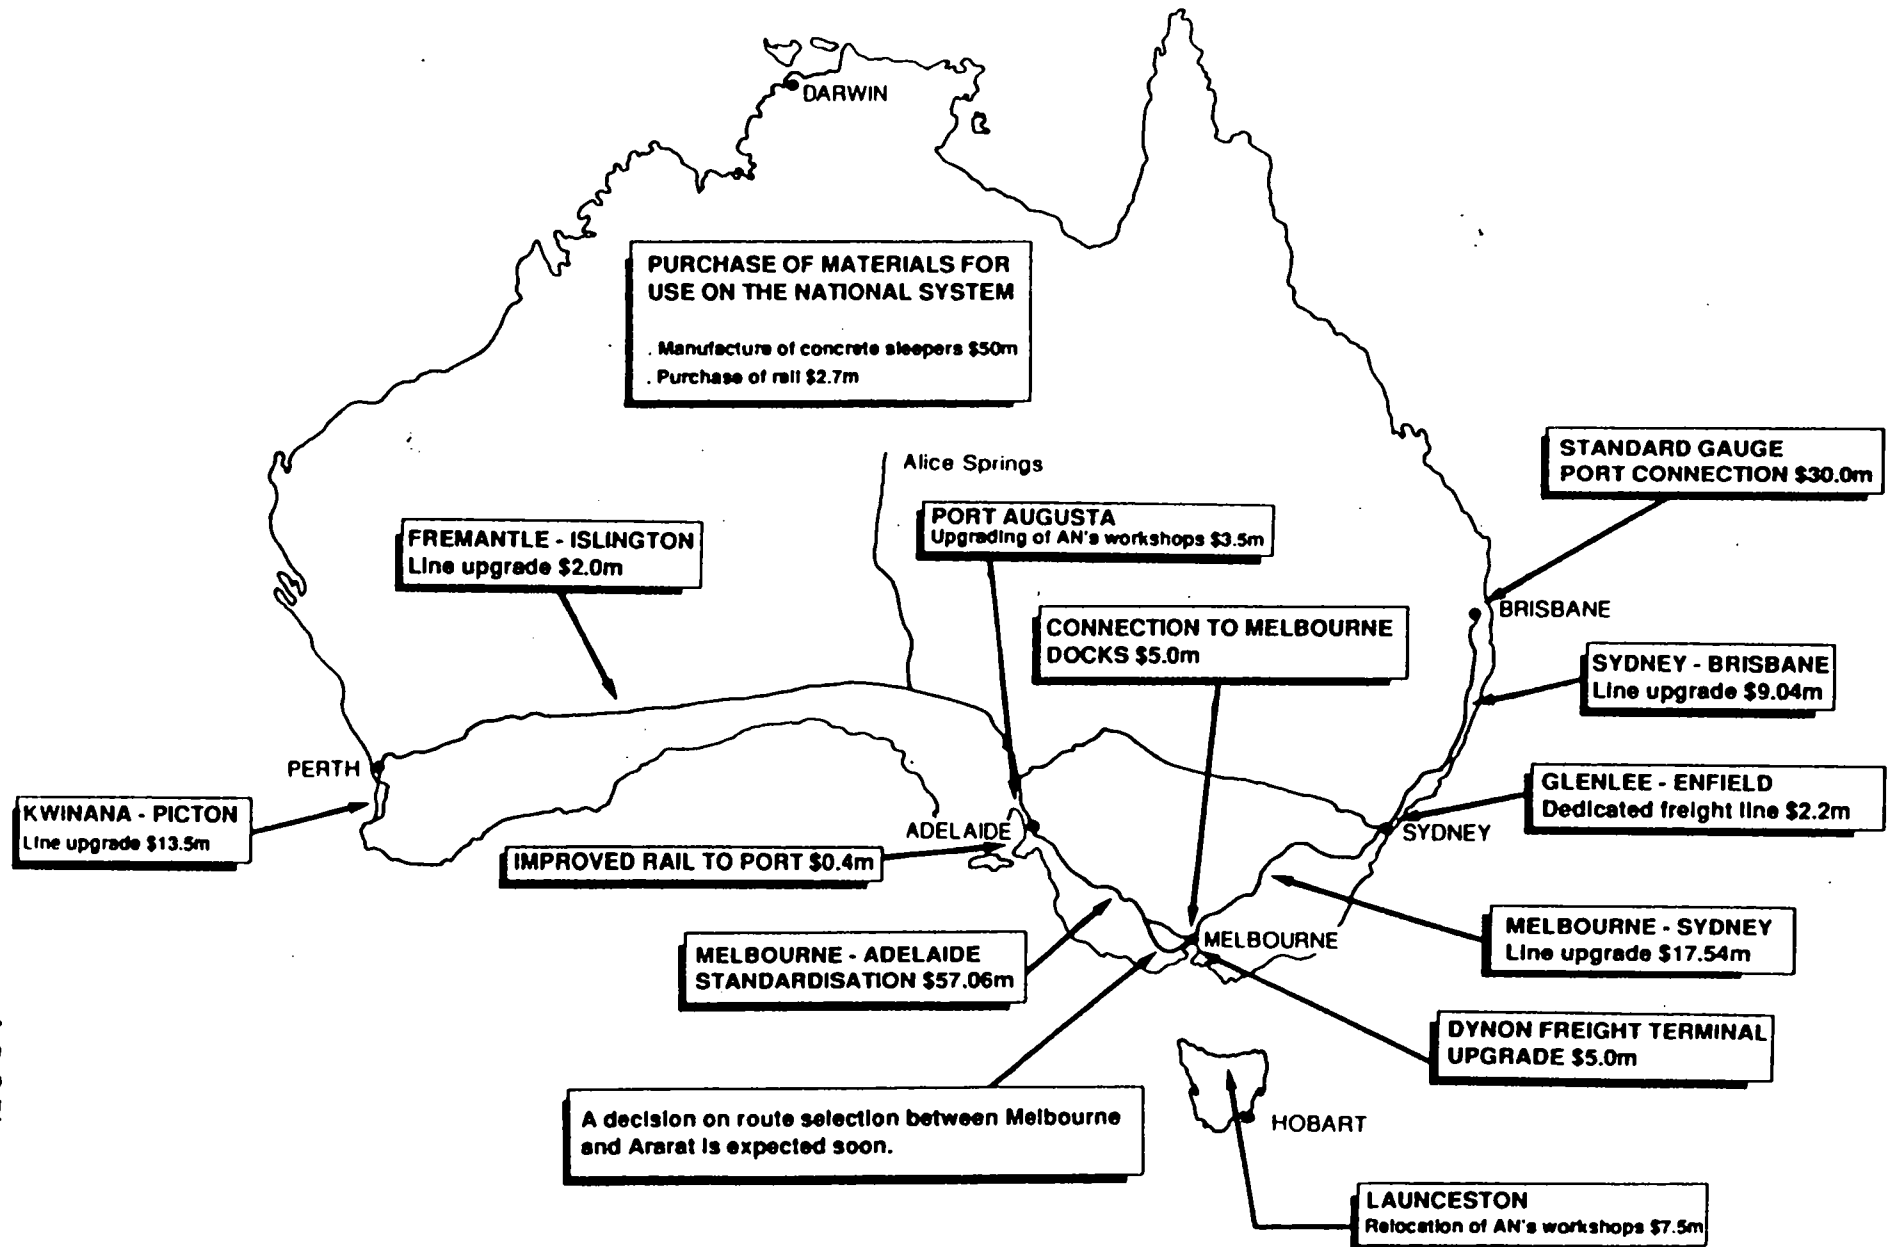 DARWIN
PURCHASE OF MATERIALS FOR
USE ON THE NATIONAL SYSTEM
. Manufacture of concrete sleepers $50m
. Purchase of rail $2.7m
STANDARD GAUGE
PORT CONNECTION $30.0m
Alice Springs
PORT AUGUSTA
Upgrading of AN's workshops $3.5m
FREMANTLE - ISLINGTON
Line upgrade $2.0m
BRISBANE
CONNECTION TO MELBOURNE
DOCKS $5.0m
SYDNEY - BRISBANE
Line upgrade $9.04m
PERTH
GLENLEE - ENFIELD
Dedicated freight line $2.2m
KWINANA - PICTON
Line upgrade $13.5m
ADELAIDE
SYDNEY
IMPROVED RAIL TO PORT $0.4m
MELBOURNE - SYDNEY
Line upgrade $17.54m
MELBOURNE
MELBOURNE - ADELAIDE
STANDARDISATION $57.06m
DYNON FREIGHT TERMINAL
UPGRADE $5.0m
A decision on route selection between Melbourne
and Ararat is expected soon.
HOBART
LAUNCESTON
Relocation of AN's workshops $7.5m